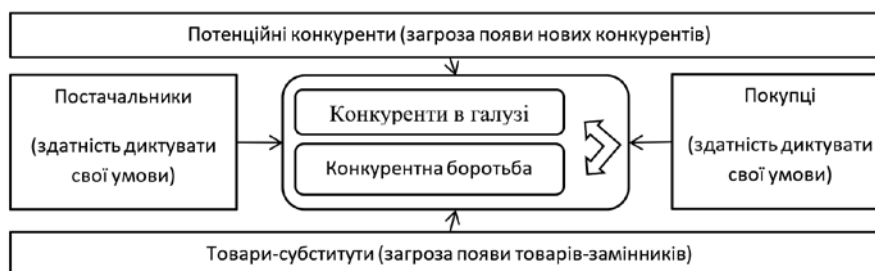 Потенційні конкуренти (загроза появи нових конкурентів)
Постачальники
(здатність диктувати
свої умови)
Конкуренти в галузі
Конкурентна боротьба
Покупці
(здатність диктувати
свої умови)
Товари-субститути (загроза появи товарів-замінників)